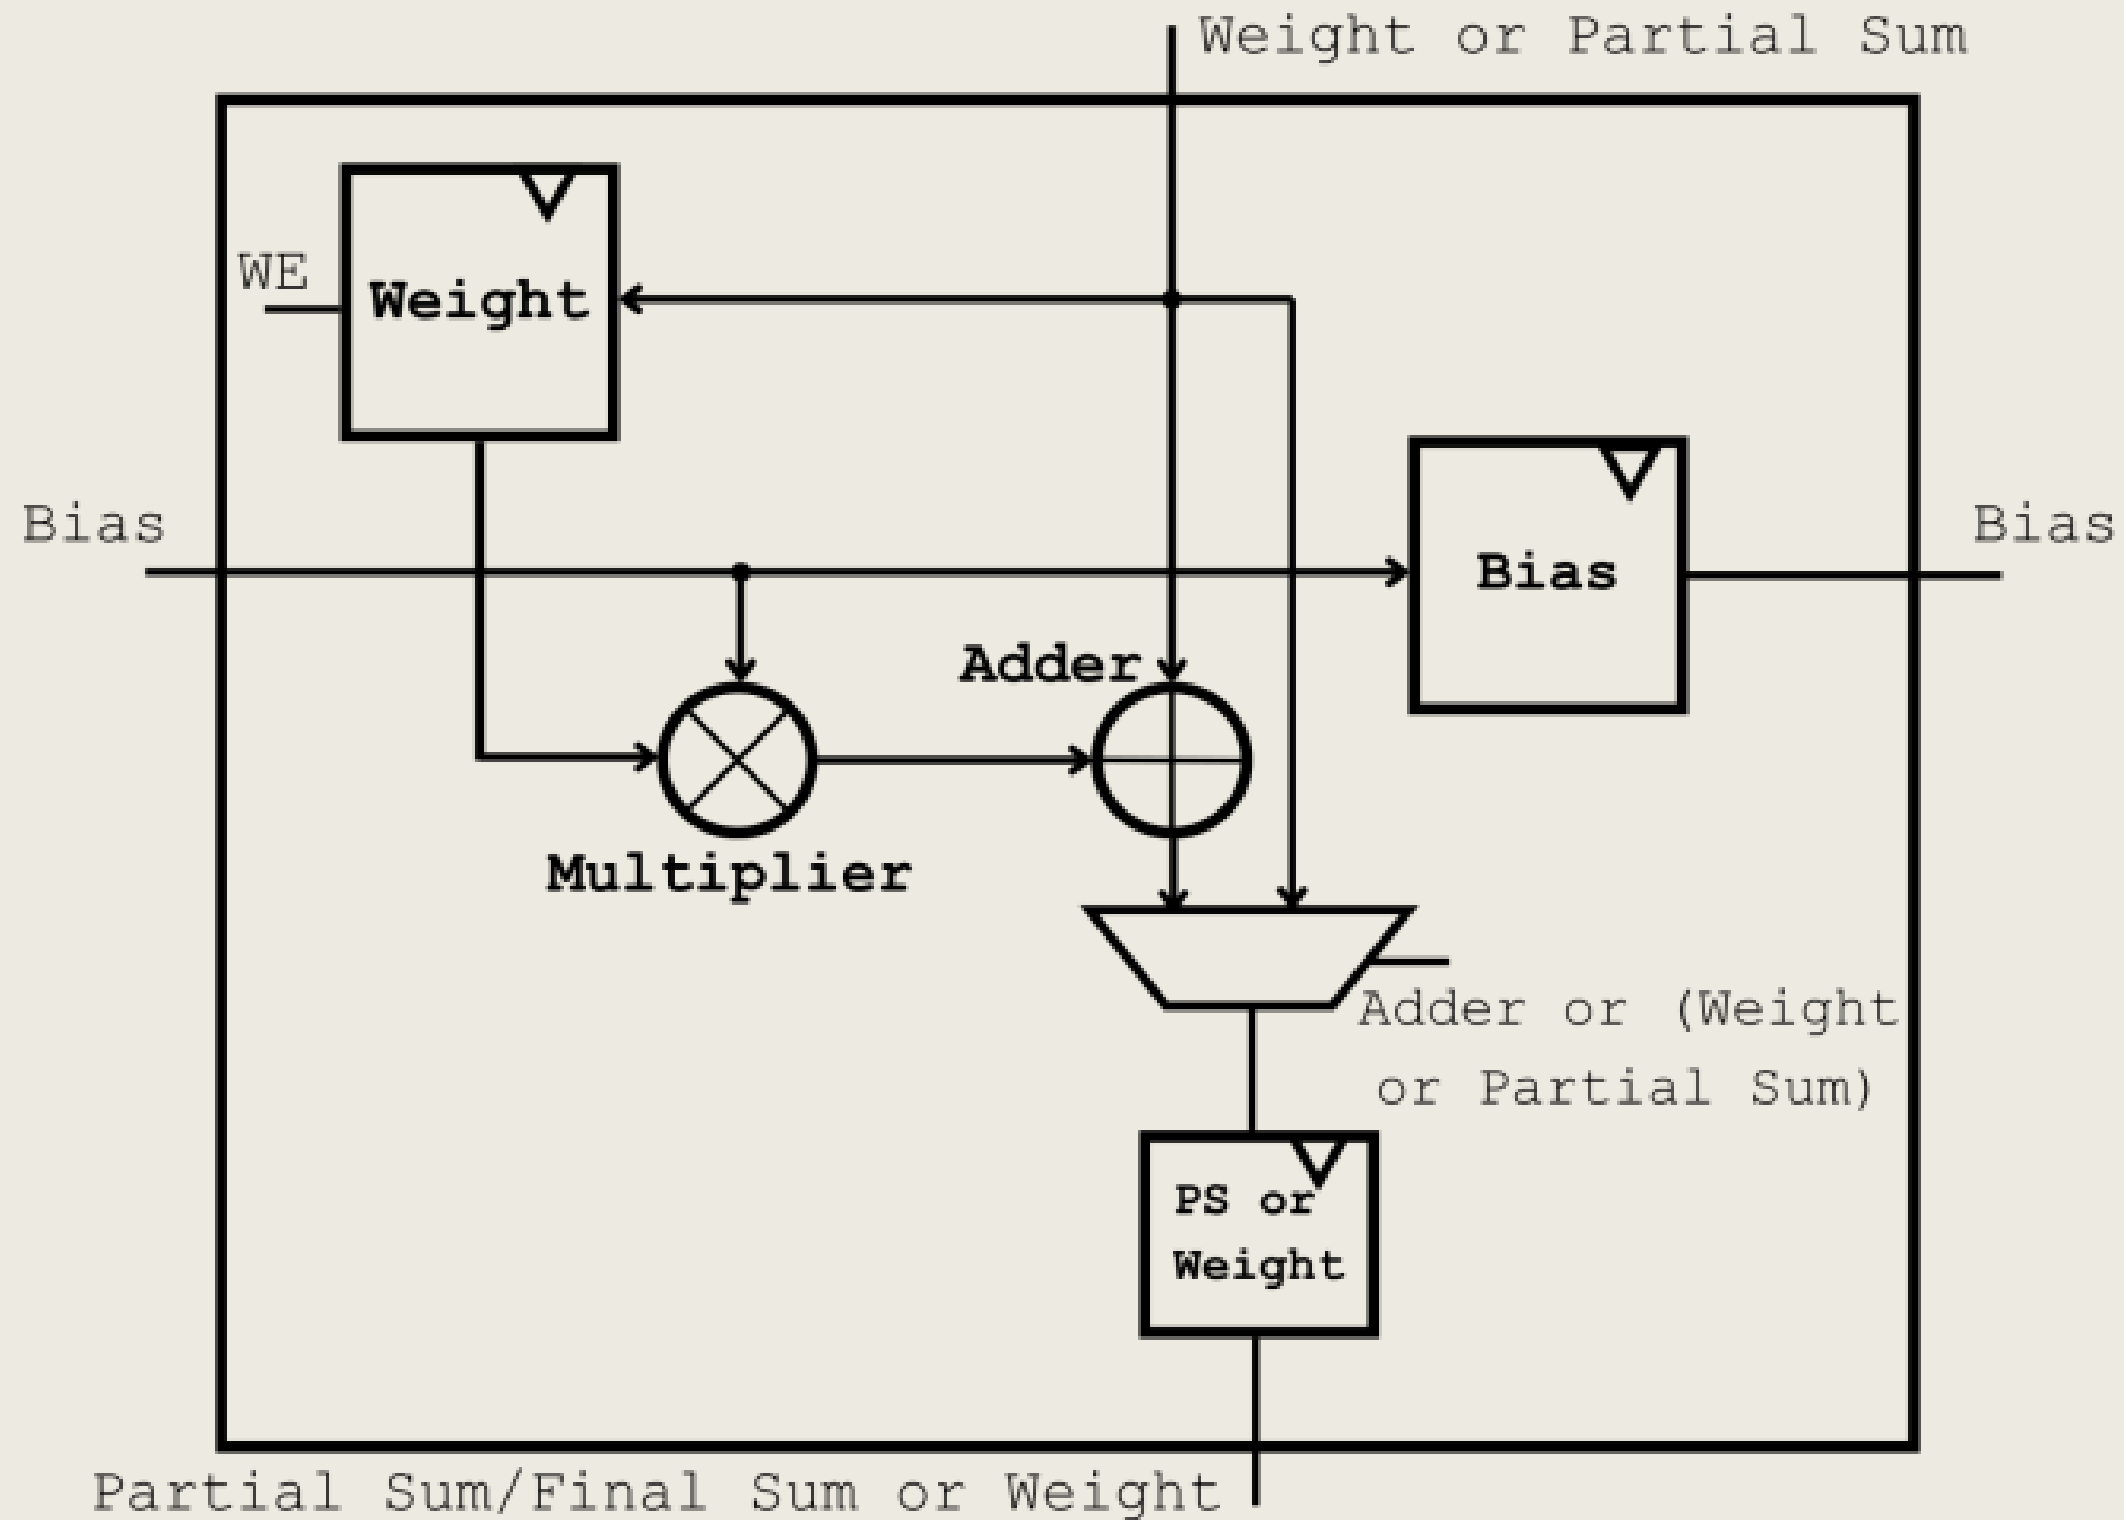 Weight or Partial Sum
WE
Weight
Bias
Bias
Bias
Adder
Multiplier
Adder or (Weight
or Partial Sum)
PS or
Weight
Partial Sum/Final Sum or Weight